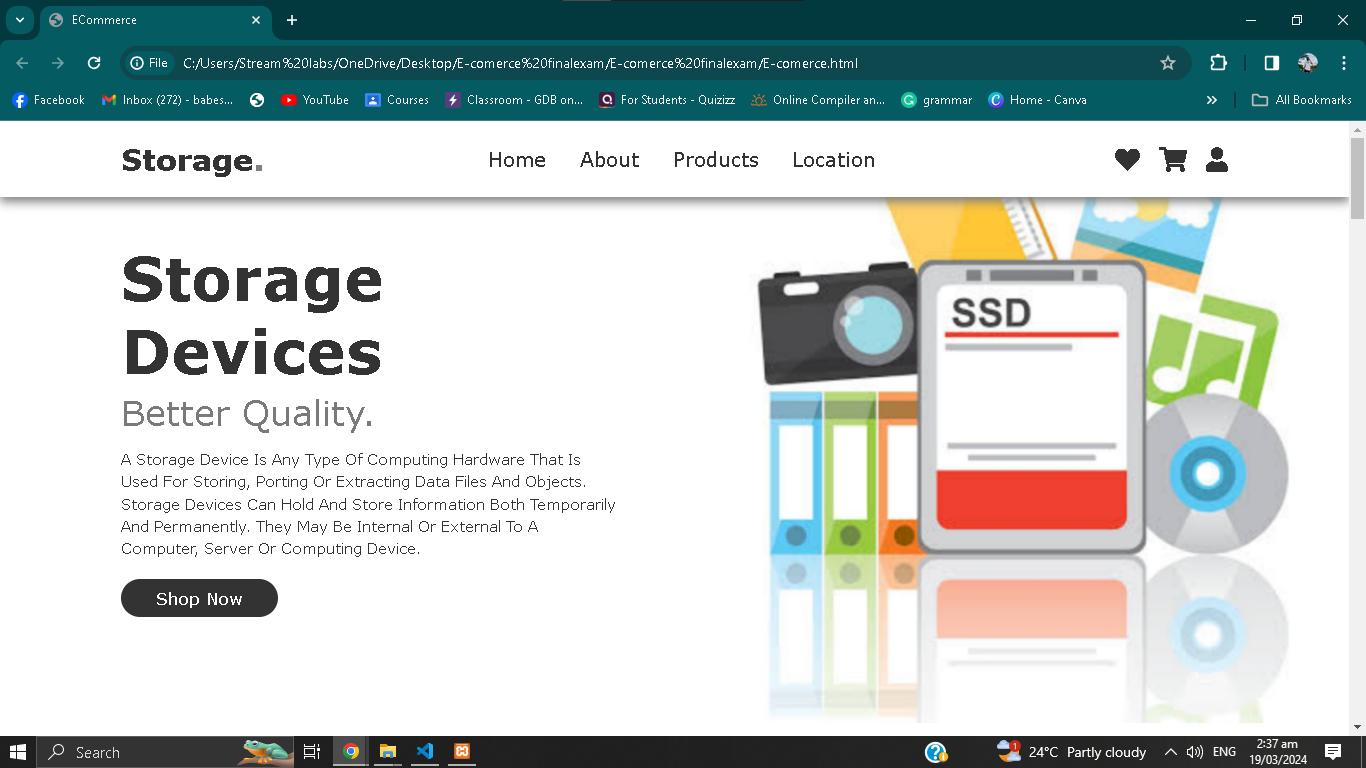 ECommerce
File
C:/Users/Stream%20labs/OneDrive/Desktop/E-comerce%20finalexam/E-comerce%20finalexam/E-comerce.html
Facebook
Inbox (272) - babes...
YouTube
Courses
Classroom - GDB on...
For Students - Quizizz
Online Compiler an...
grammar
Home - Canva
»
All Bookmarks
Storage.
Home
About
Products
Location
Storage
Devices
Better Quality.
A Storage Device Is Any Type Of Computing Hardware That Is
Used For Storing, Porting Or Extracting Data Files And Objects.
Storage Devices Can Hold And Store Information Both Temporarily
And Permanently. They May Be Internal Or External To A
Computer, Server Or Computing Device.
Shop Now
SSD
Search
1
24°C Partly cloudy
ENG
2:37 am
19/03/2024